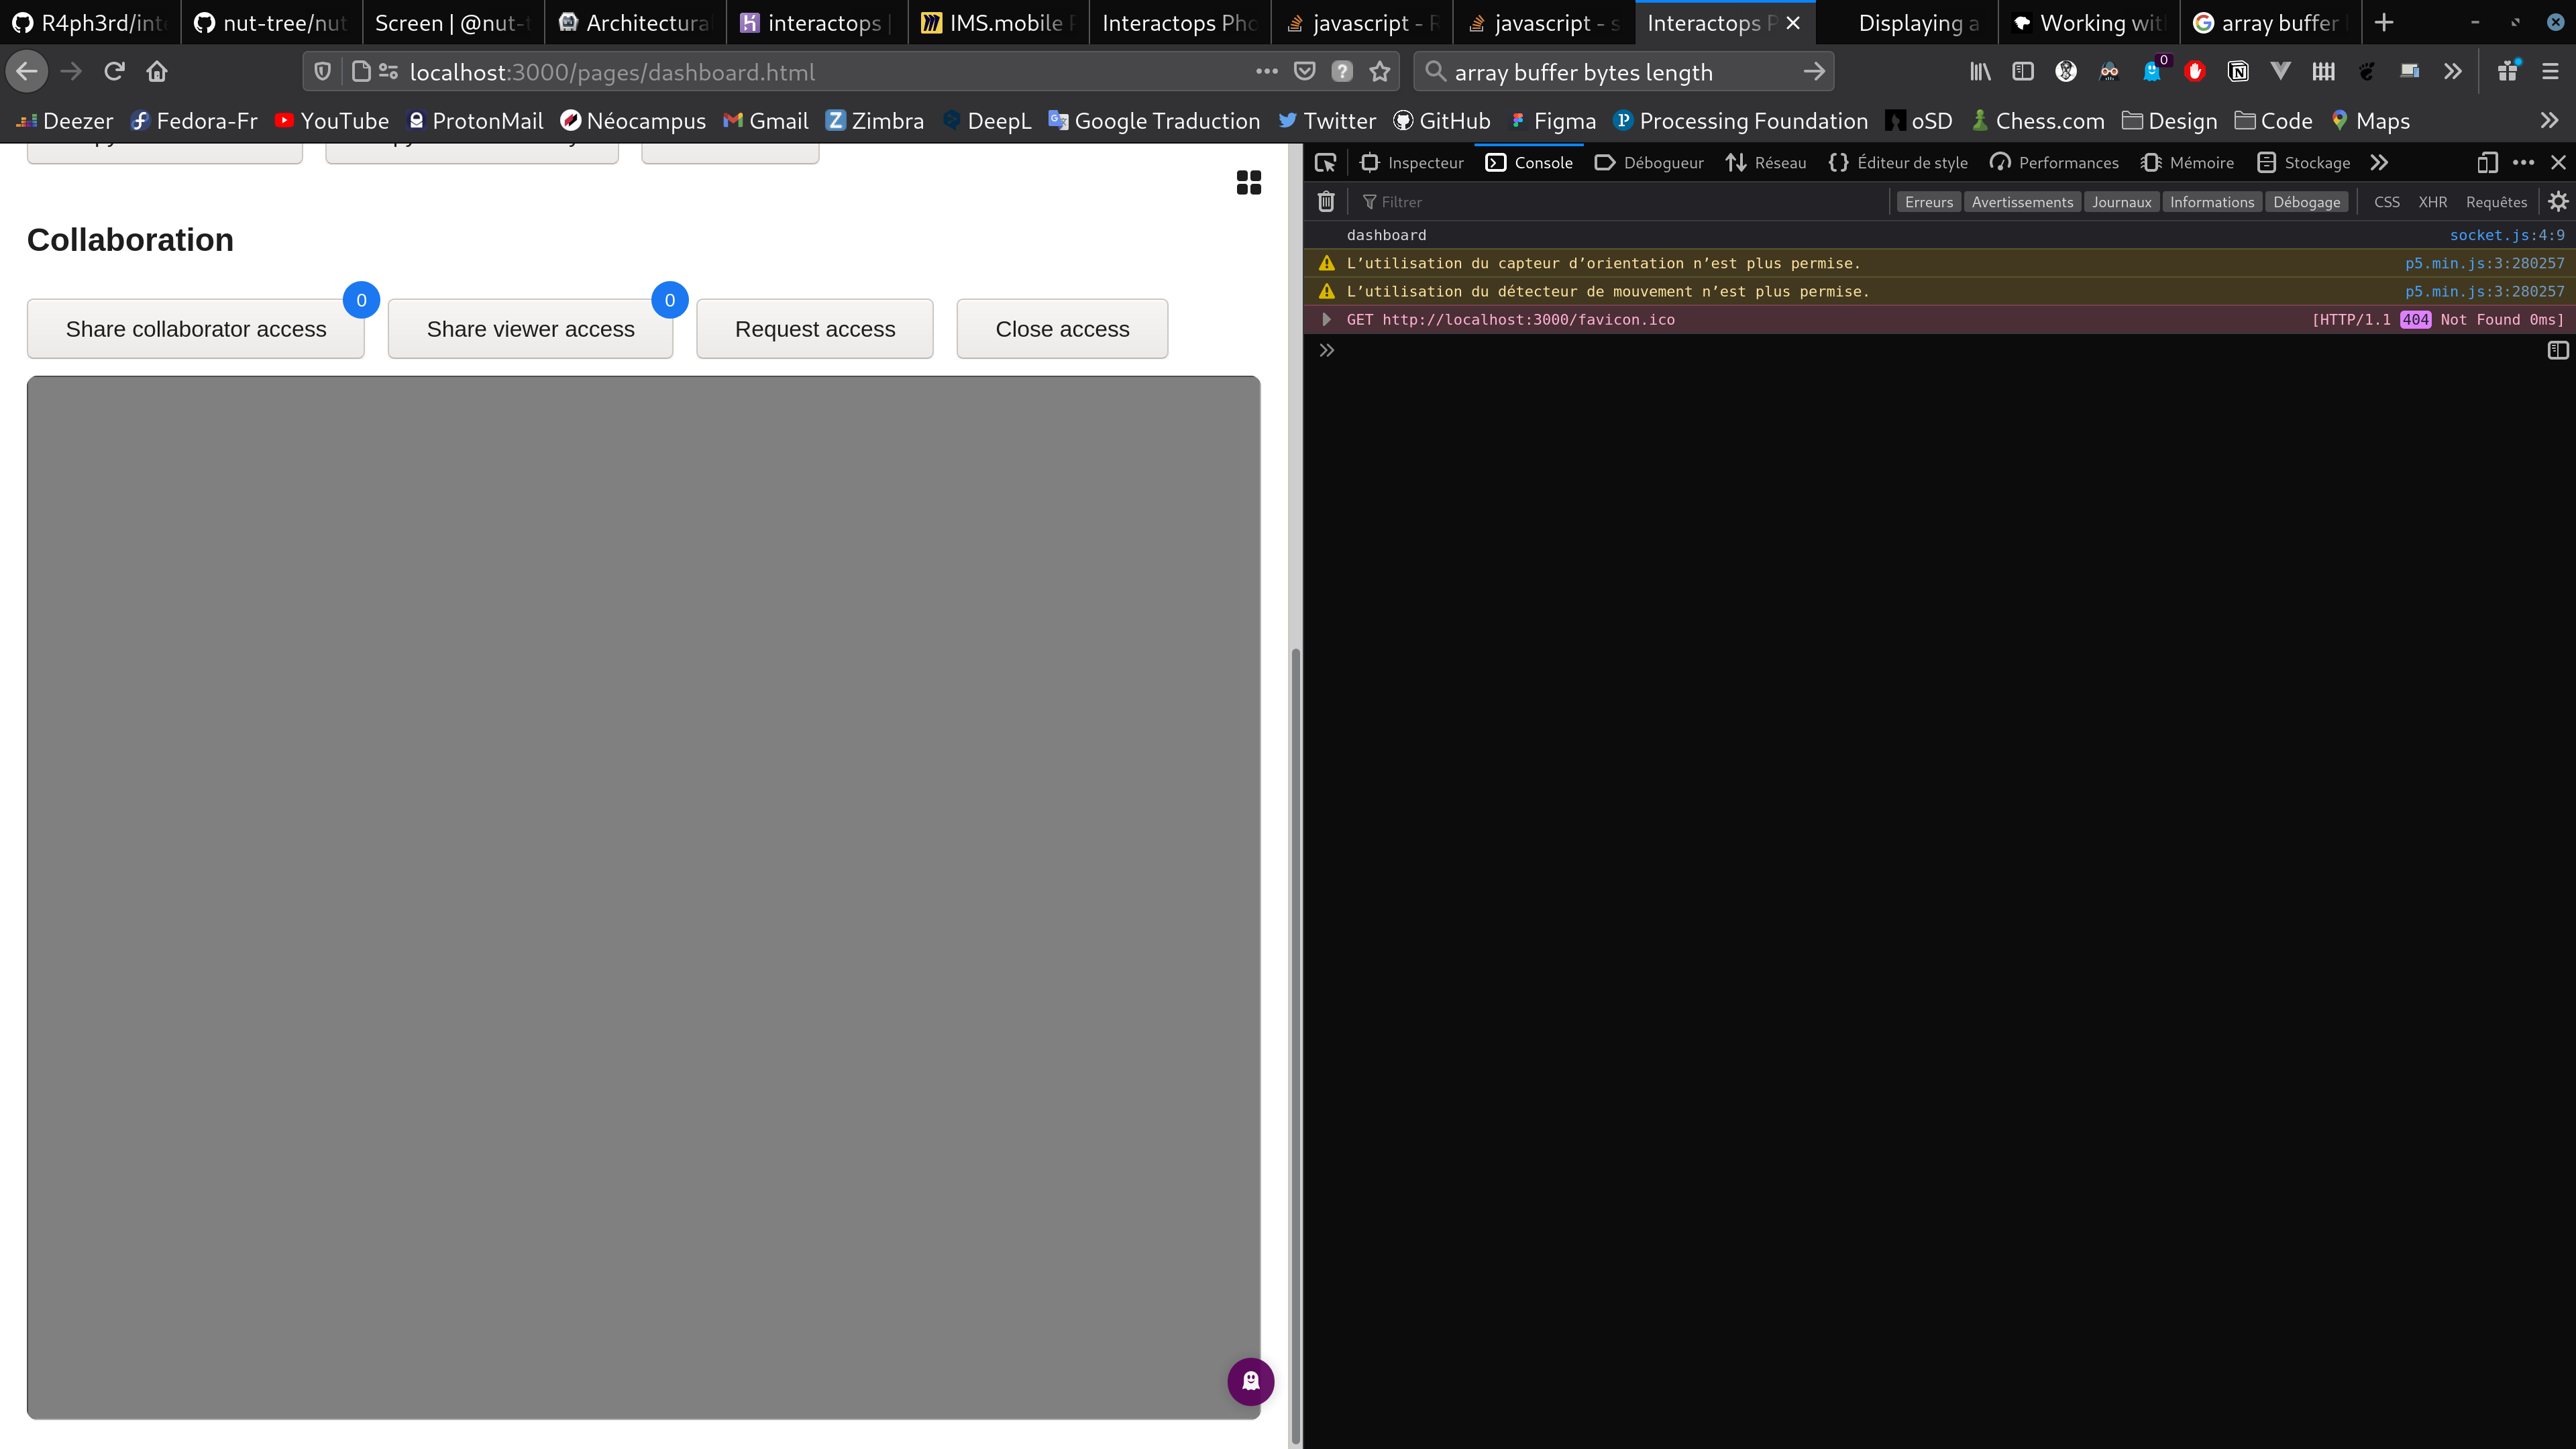 R4ph3rd/int
nut-tree/nut
Screen | @nut-t
Architectura
interactops |
IMS.mobile P
Interactops Pho
javascript - R
javascript - s
Interactops P
Displaying a
Working wit
array buffer
localhost:3000/pages/dashboard.html
array buffer bytes length
0
Deezer
Fedora-Fr
YouTube
ProtonMail
Néocampus
Gmail
Zimbra
DeepL
Google Traduction
Twitter
GitHub
Figma
Processing Foundation
oSD
Chess.com
Design
Code
Maps
Collaboration
0
0
Share collaborator access
Share viewer access
Request access
Close access
Inspecteur
Console
Débogueur
Réseau
Éditeur de style
Performances
Mémoire
Stockage
Filtrer
Erreurs
Avertissements
Journaux
Informations
Débogage
CSS
XHR
Requêtes
dashboard
socket.js:4:9
L’utilisation du capteur d’orientation n’est plus permise.
p5.min.js:3:280257
L’utilisation du détecteur de mouvement n’est plus permise.
p5.min.js:3:280257
GET http://localhost:3000/favicon.ico
[HTTP/1.1 404 Not Found 0ms]